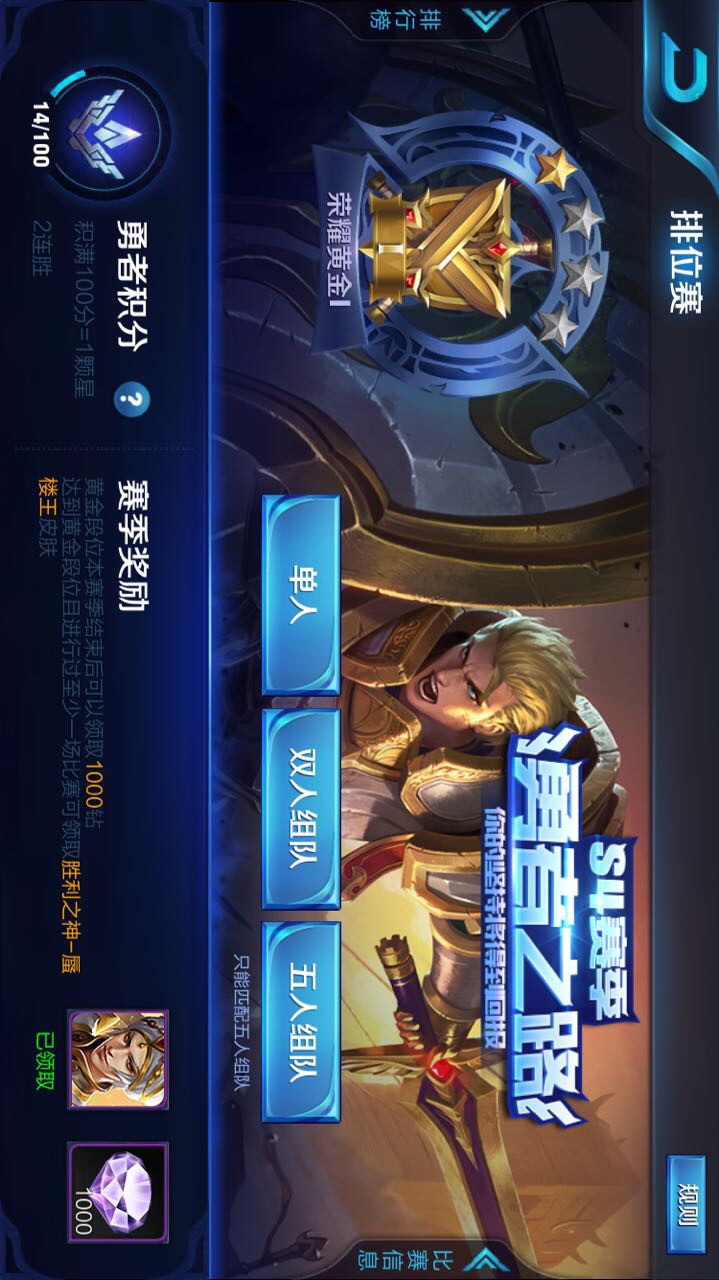 排位赛
规则
排行榜
荣耀黄金I
S4赛季
勇者之路
你的坚持将得到回报
单人
双人组队
五人组队
只能匹配五人组队
比赛信息
14/100
勇者积分
?
积满100分=1颗星
2连胜
赛季奖励
黄金段位本赛季结束后可以领取1000钻
达到黄金段位且进行过至少一场比赛可领取胜利之神-蜃
楼王皮肤
已领取
1000